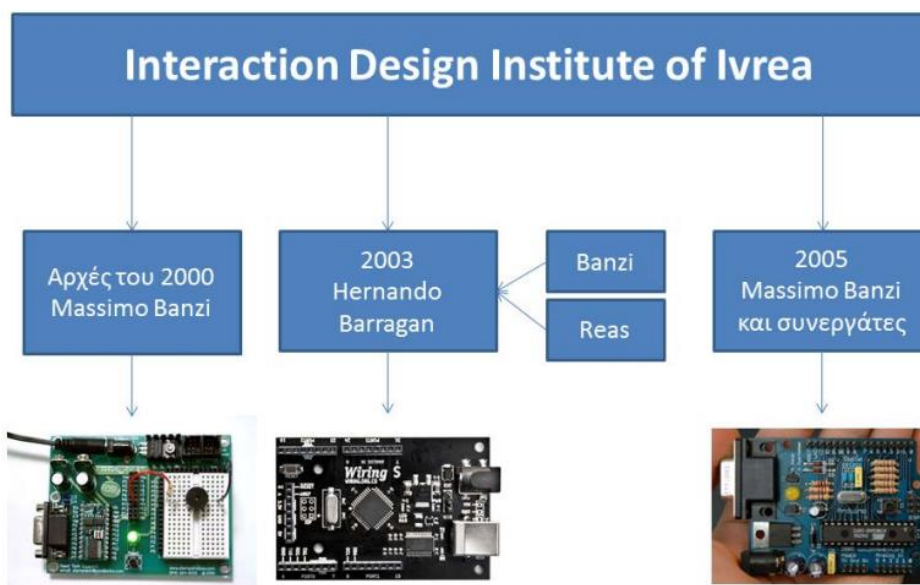 Interaction Design Institute of Ivrea
Αρχές του 2000
Massimo Banzi
2003
Hernando
Barragan
Banzi
Reas
2005
Massimo Banzi
και συνεργάτες
Wiring S